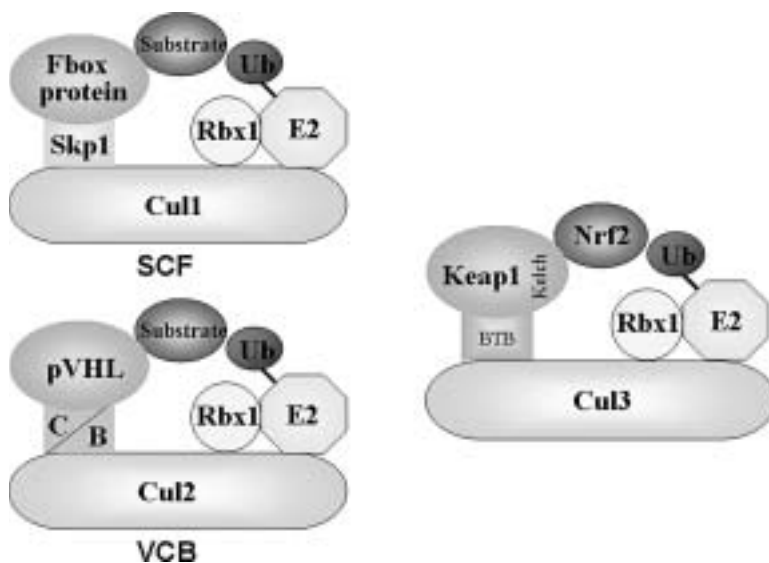 Substrate
Fbox
protein
Ub
Rbx1
E2
Skp1
Cul1
SCF
Substrate
pVHL
Ub
Rbx1
E2
C
B
Cul2
VCB
Nrf2
Keap1
Kelch
Ub
Rbx1
E2
BTB
Cul3